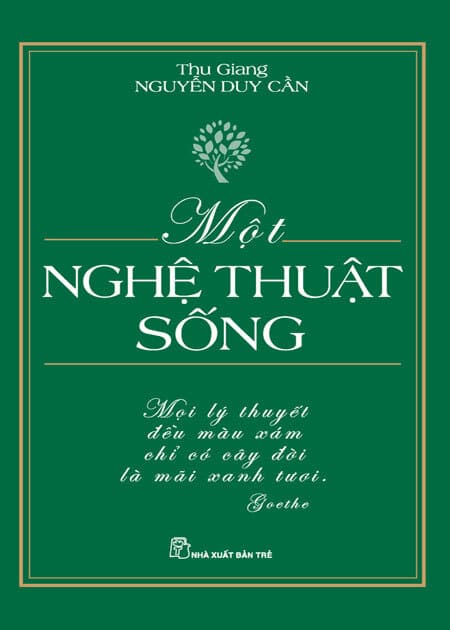 Thu Giang
NGUYỄN DUY CẦN
Một
NGHỆ THUẬT
SỐNG
Mọi lý thuyết
đều màu xám
chỉ có cây đời
là mãi xanh tươi.
Goethe
NHÀ XUẤT BẢN TRẺ